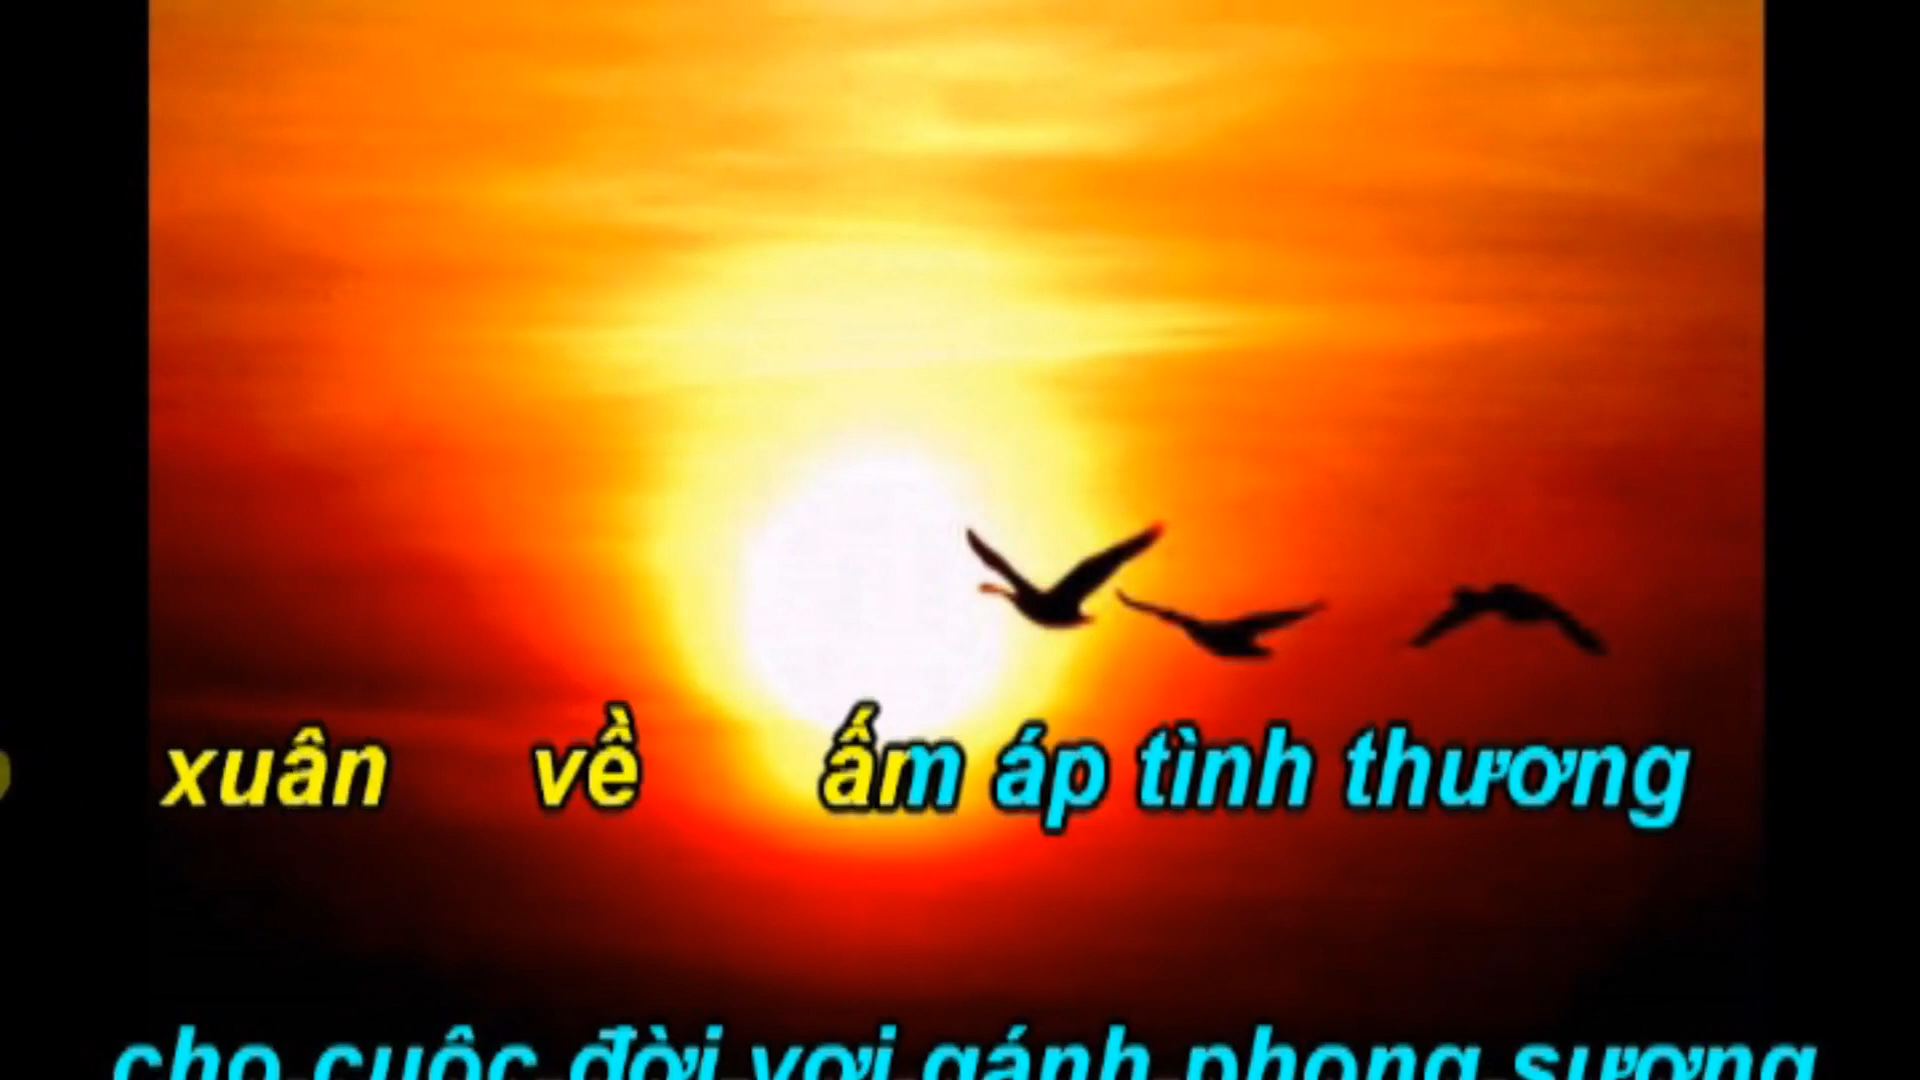 xuân về ấm áp tình thương
cho cuộc đời vơi gánh phong sương